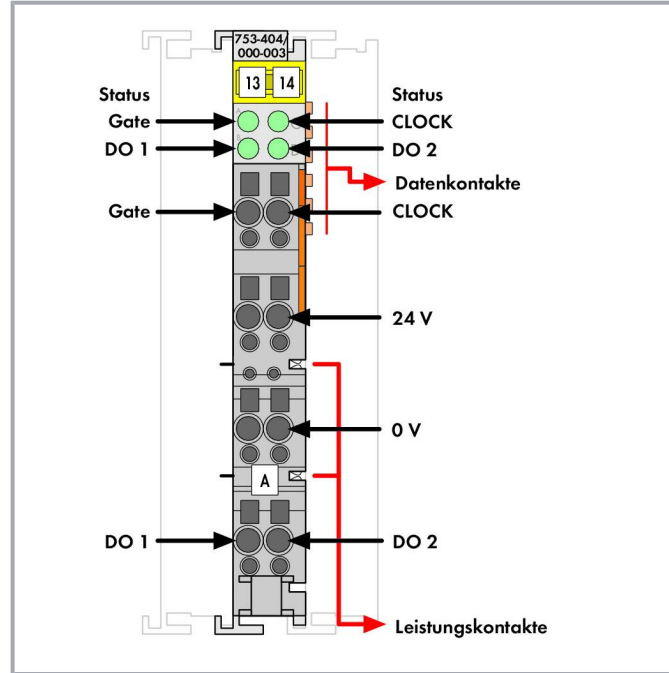 753-404/
000-003
13 14
Status
Status
Gate
CLOCK
DO 1
DO 2
Datenkontakte
Gate
CLOCK
24 V
0 V
A
DO 1
DO 2
Leistungskontakte